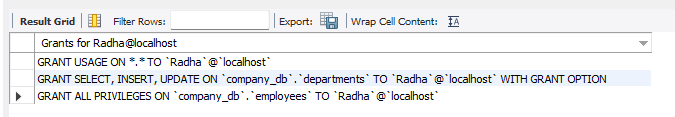 Result Grid Filter Rows: Export: Wrap Cell Content: IA
Grants for Radha@localhost
GRANT USAGE ON *.* TO `Radha`@`localhost`
GRANT SELECT, INSERT, UPDATE ON `company_db`.`departments` TO `Radha`@`localhost` WITH GRANT OPTION
GRANT ALL PRIVILEGES ON `company_db`.`employees` TO `Radha`@`localhost`